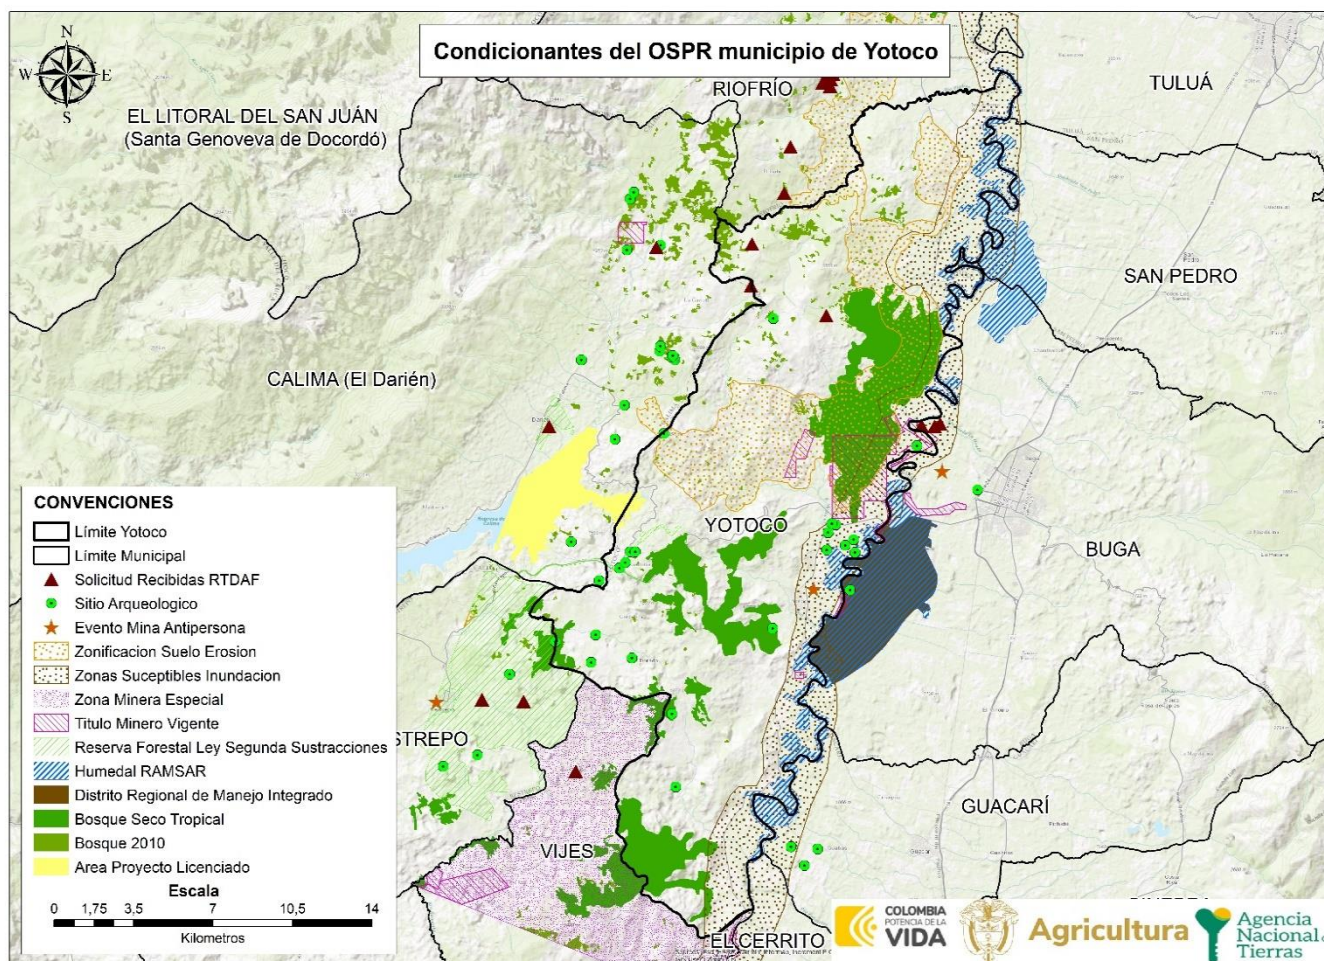 Condicionantes del OSPR municipio de Yotoco
N
W E
S
RIOFRÍO
TULUÁ
EL LITORAL DEL SAN JUÁN
(Santa Genoveva de Docordó)
SAN PEDRO
CALIMA (El Darién)
YOTOCO
BUGA
STREPO
GUACARÍ
VIJES
EL CERRITO
CONVENCIONES
Límite Yotoco
Límite Municipal
Solicitud Recibidas RTDAF
Sitio Arqueologico
Evento Mina Antipersona
Zonificacion Suelo Erosion
Zonas Suceptibles Inundacion
Zona Minera Especial
Titulo Minero Vigente
Reserva Forestal Ley Segunda Sustracciones
Humedal RAMSAR
Distrito Regional de Manejo Integrado
Bosque Seco Tropical
Bosque 2010
Area Proyecto Licenciado
Escala
0 1,75 3,5 7 10,5 14
Kilometros
COLOMBIA
POTENCIA DE LA
VIDA
Agricultura
Agencia
Nacional de
Tierras